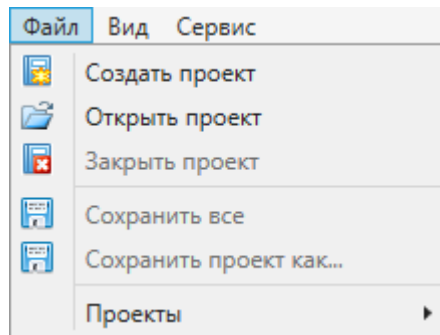 Файл Вид Сервис
Создать проект
Открыть проект
Закрыть проект
Сохранить все
Сохранить проект как...
Проекты